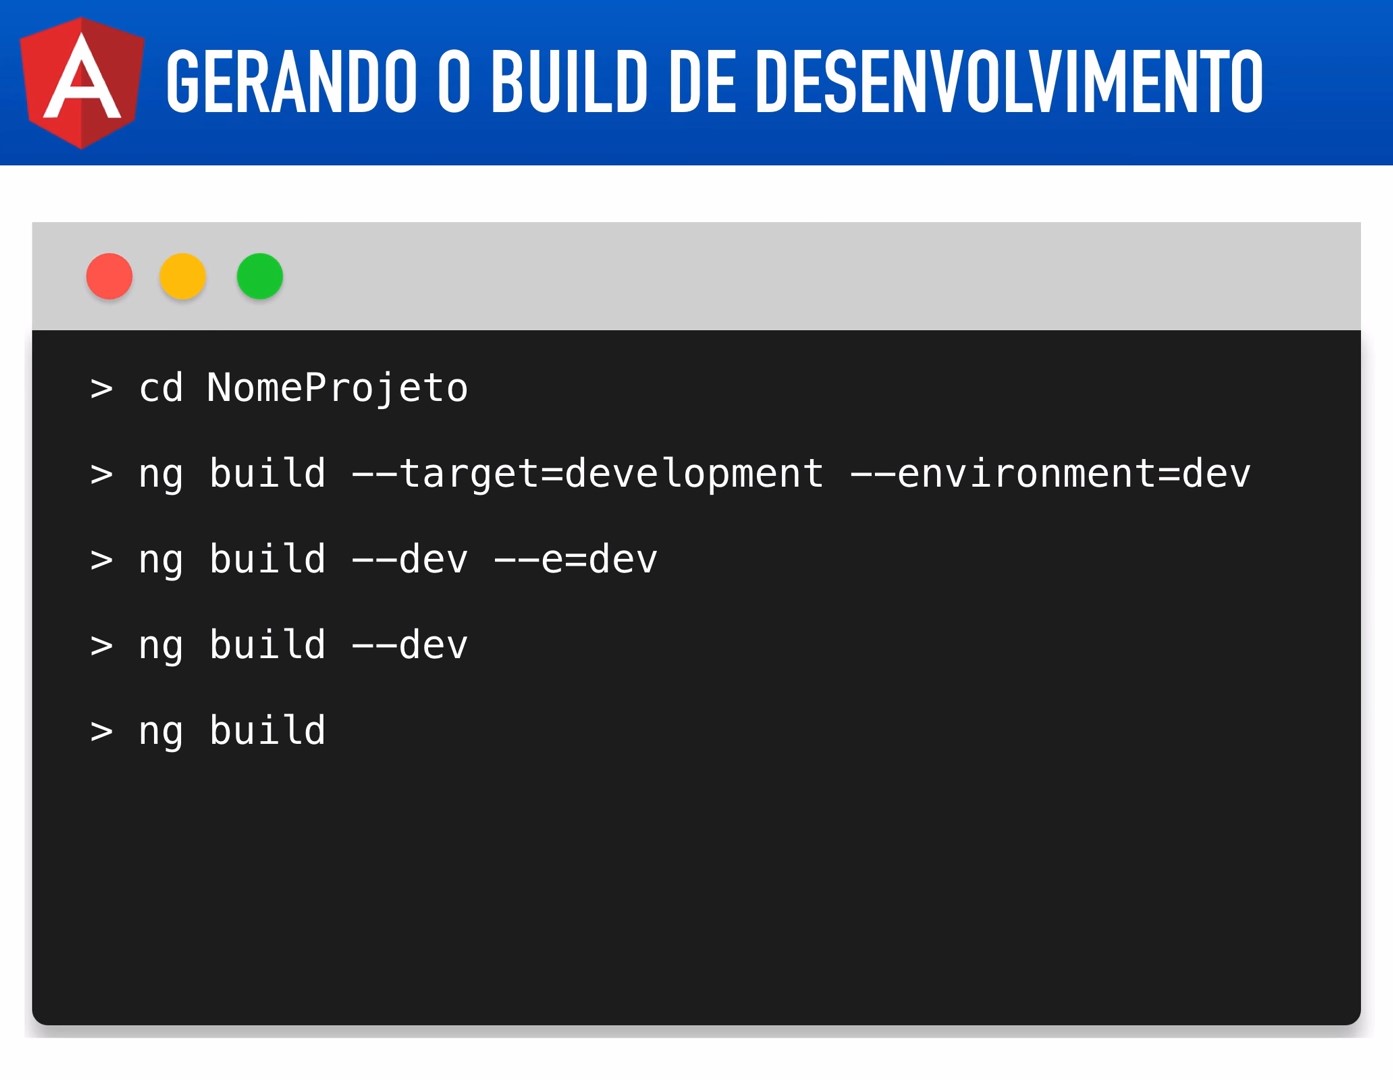 GERANDO O BUILD DE DESENVOLVIMENTO
> cd NomeProjeto
> ng build --target=development --environment=dev
> ng build --dev --e=dev
> ng build --dev
> ng build